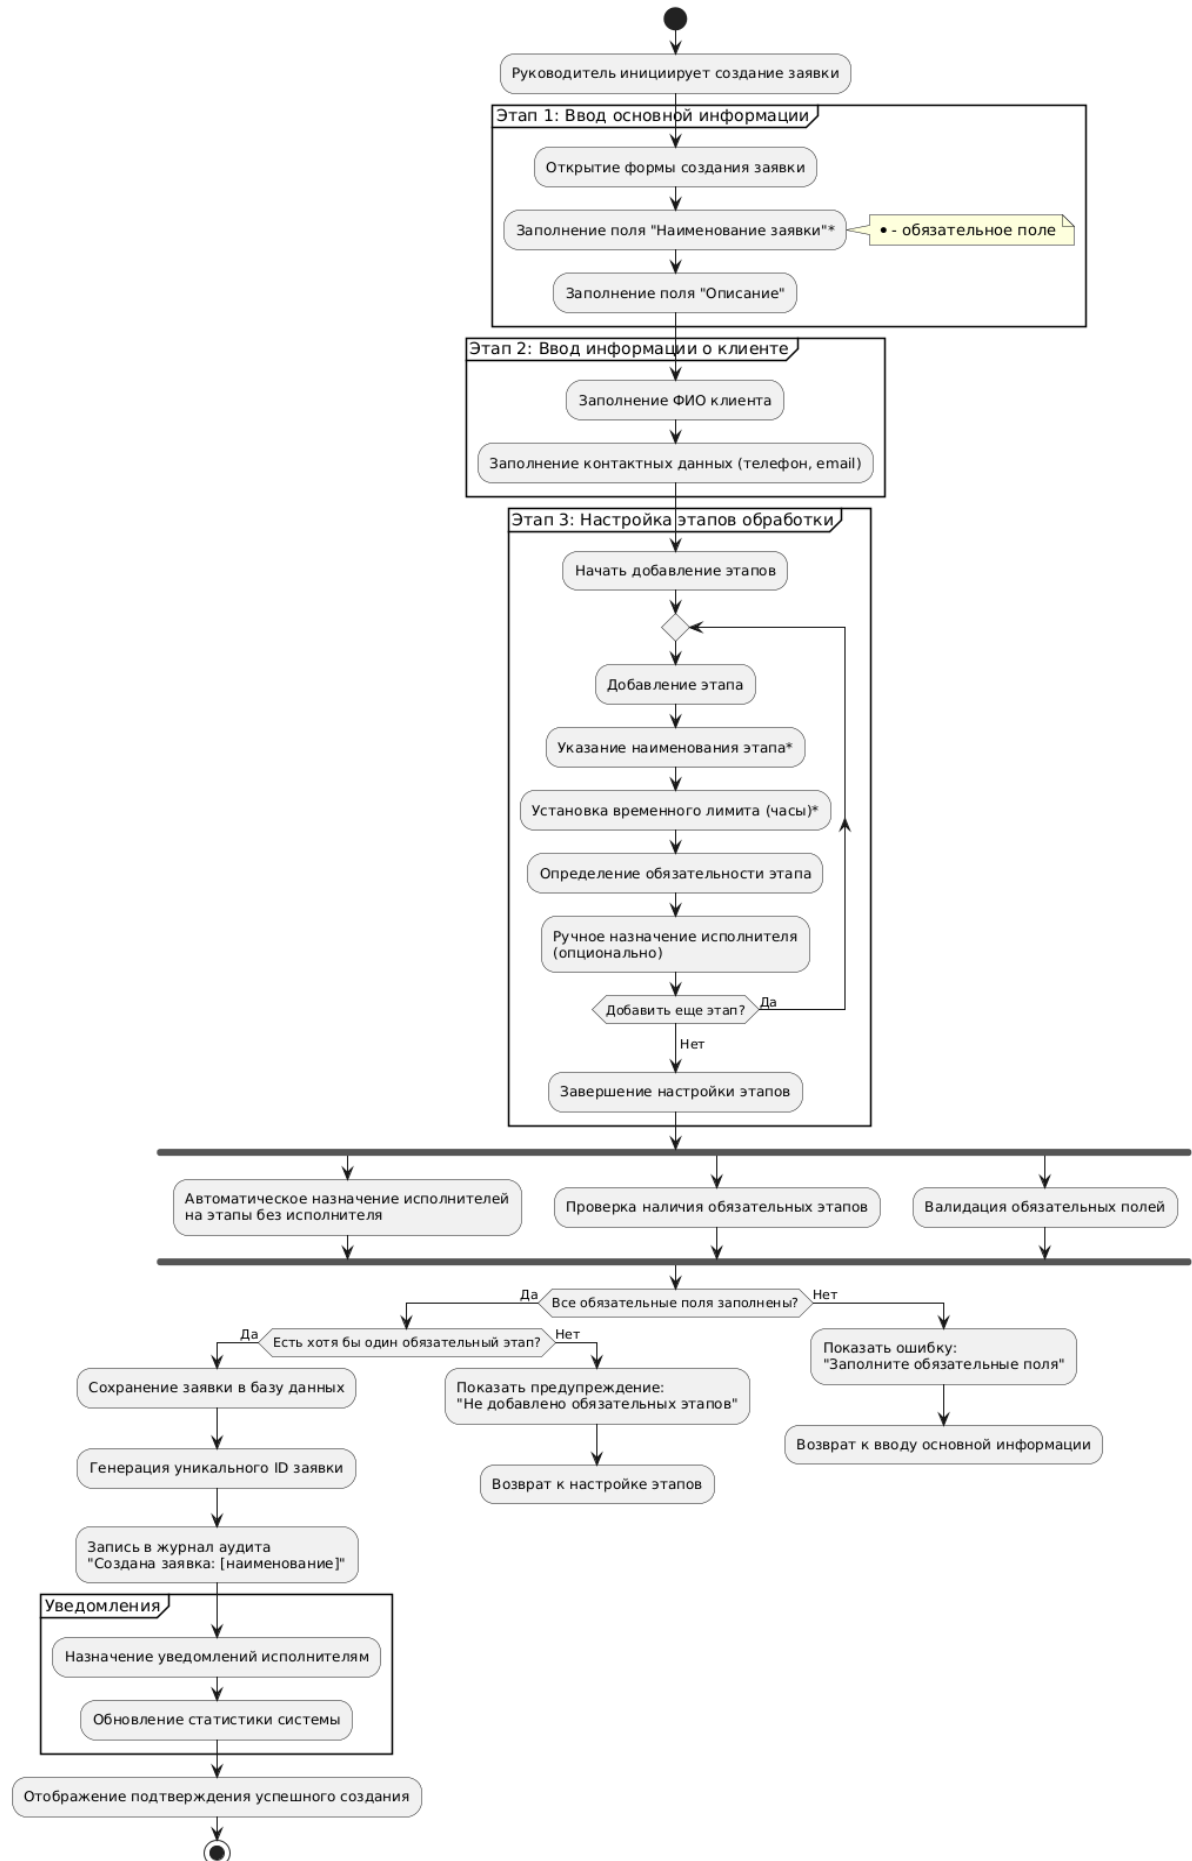 Руководитель инициирует создание заявки
Этап 1: Ввод основной информации
Открытие формы создания заявки
Заполнение поля "Наименование заявки"*
• - обязательное поле
Заполнение поля "Описание"
Этап 2: Ввод информации о клиенте
Заполнение ФИО клиента
Заполнение контактных данных (телефон, email)
Этап 3: Настройка этапов обработки
Начать добавление этапов
Добавление этапа
Указание наименования этапа*
Установка временного лимита (часы)*
Определение обязательности этапа
Ручное назначение исполнителя
(опционально)
Добавить еще этап?
Да
Нет
Завершение настройки этапов
Автоматическое назначение исполнителей
на этапы без исполнителя
Проверка наличия обязательных этапов
Валидация обязательных полей
Да
Все обязательные поля заполнены?
Нет
Да
Есть хотя бы один обязательный этап?
Нет
Сохранение заявки в базу данных
Генерация уникального ID заявки
Запись в журнал аудита
"Создана заявка: [наименование]"
Показать предупреждение:
"Не добавлено обязательных этапов"
Возврат к настройке этапов
Показать ошибку:
"Заполните обязательные поля"
Возврат к вводу основной информации
Уведомления
Назначение уведомлений исполнителям
Обновление статистики системы
Отображение подтверждения успешного создания